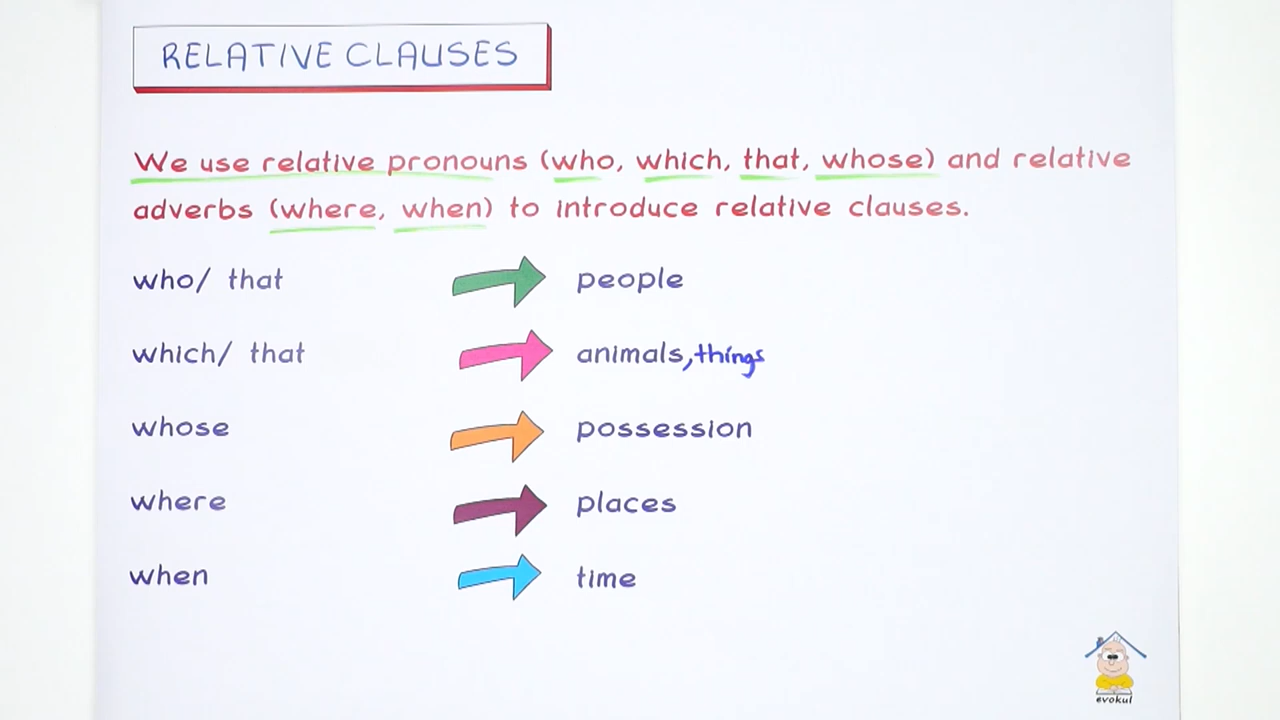 RELATIVE CLAUSES
We use relative pronouns (who, which, that, whose) and relative
adverbs (where, when) to introduce relative clauses.
who/ that people
which/ that animals, things
whose possession
where places
when time
evokul